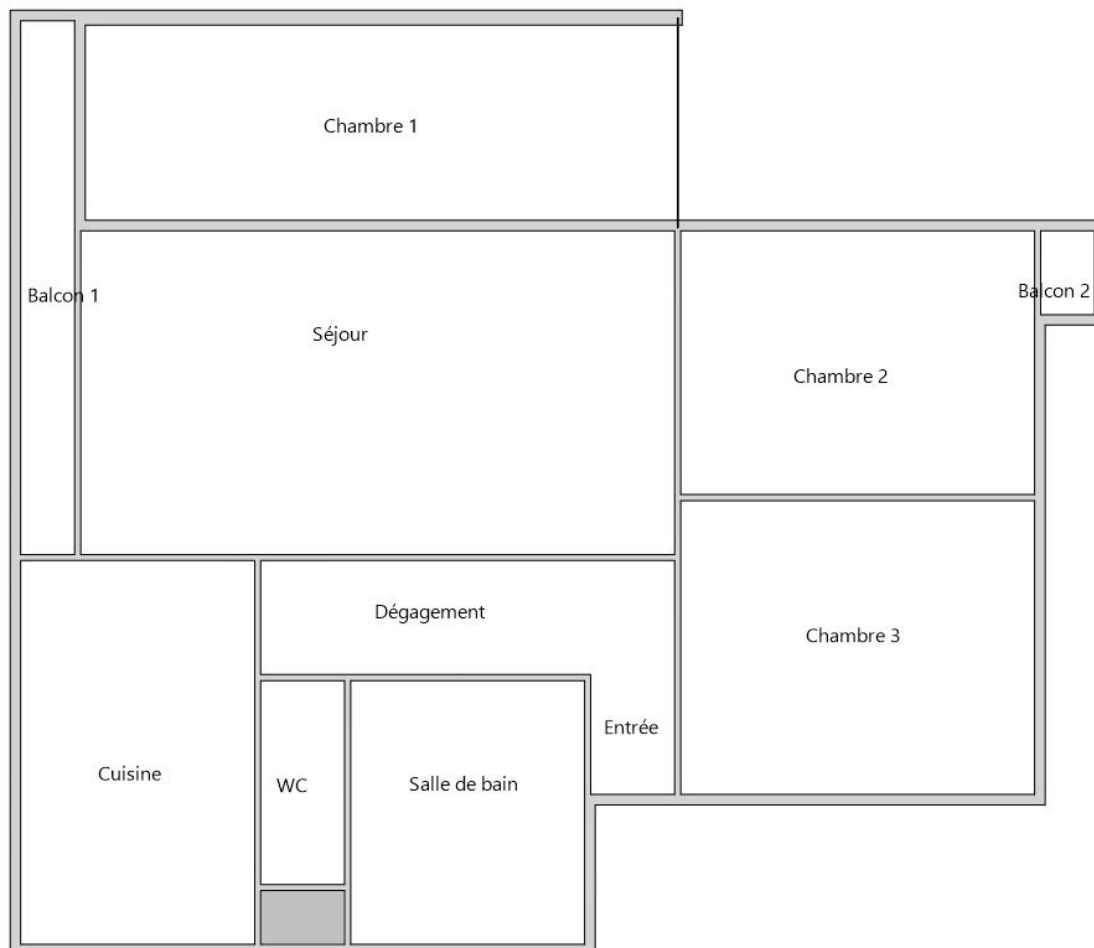 Chambre 1
Balcon 1
Balcon 2
Séjour
Chambre 2
Dégagement
Chambre 3
Entrée
Cuisine
WC
Salle de bain